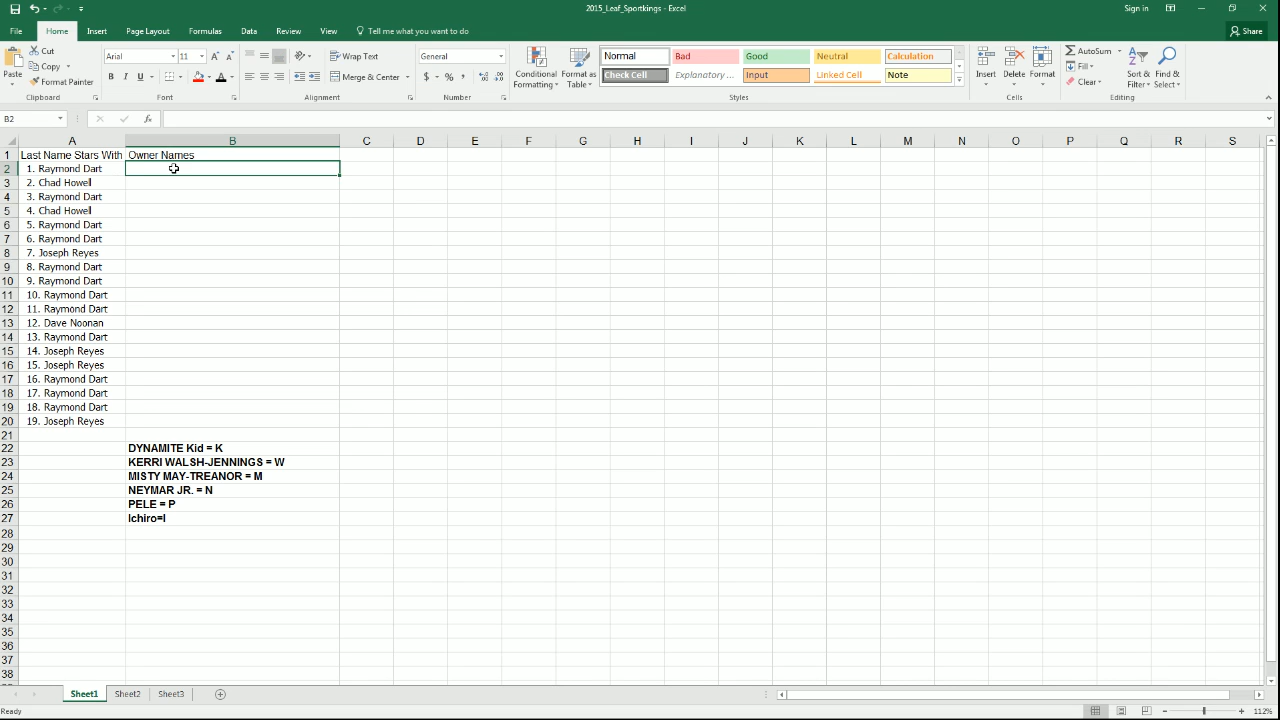 2015_Leaf_Sportkings - Excel
Sign in
File Home Insert Page Layout Formulas Data Review View Tell me what you want to do Share
Paste Cut Copy Format Painter Clipboard
Arial 11 A A B I U A Font
Wrap Text Merge & Center Alignment
General $ % , Number
Conditional Formatting Format as Table
Normal Bad Good Neutral Calculation
Check Cell Explanatory ... Input Linked Cell Note
Styles
Insert Delete Format Cells
AutoSum Fill Clear Sort & Filter Find & Select Editing
B2 fx
A B C D E F G H I J K L M N O P Q R S
1 Last Name Stars With Owner Names
2 1. Raymond Dart
3 2. Chad Howell
4 3. Raymond Dart
5 4. Chad Howell
6 5. Raymond Dart
7 6. Raymond Dart
8 7. Joseph Reyes
9 8. Raymond Dart
10 9. Raymond Dart
11 10. Raymond Dart
12 11. Raymond Dart
13 12. Dave Noonan
14 13. Raymond Dart
15 14. Joseph Reyes
16 15. Joseph Reyes
17 16. Raymond Dart
18 17. Raymond Dart
19 18. Raymond Dart
20 19. Joseph Reyes
21
22 DYNAMITE Kid = K
23 KERRI WALSH-JENNINGS = W
24 MISTY MAY-TREANOR = M
25 NEYMAR JR. = N
26 PELE = P
27 Ichiro=I
28
29
30
31
32
33
34
35
36
37
38
Sheet1 Sheet2 Sheet3
Ready 112%